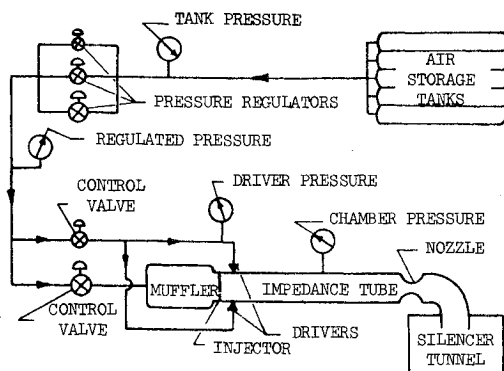 TANK PRESSURE
AIR
STORAGE
TANKS
PRESSURE REGULATORS
REGULATED PRESSURE
CONTROL
VALVE
DRIVER PRESSURE
CHAMBER PRESSURE
NOZZLE
MUFFLER
IMPEDANCE TUBE
CONTROL
VALVE
DRIVERS
INJECTOR
SILENCER
TUNNEL